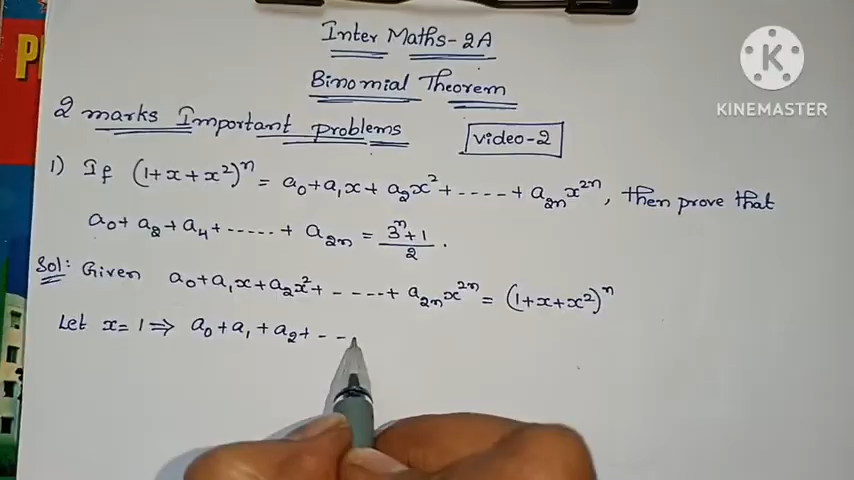 Inter Maths-2A
Binomial Theorem
2 marks Important problems
video-2
K
KINEMASTER
1) If (1+x+x²)ⁿ = a₀+a₁x+a₂x²+-----+a₂ₙx²ⁿ, then prove that
a₀+a₂+a₄+.....+a₂ₙ = (3ⁿ+1)/2.
Sol: Given a₀+a₁x+a₂x²+-----+a₂ₙx²ⁿ = (1+x+x²)ⁿ
Let x=1 ⇒ a₀+a₁+a₂+---